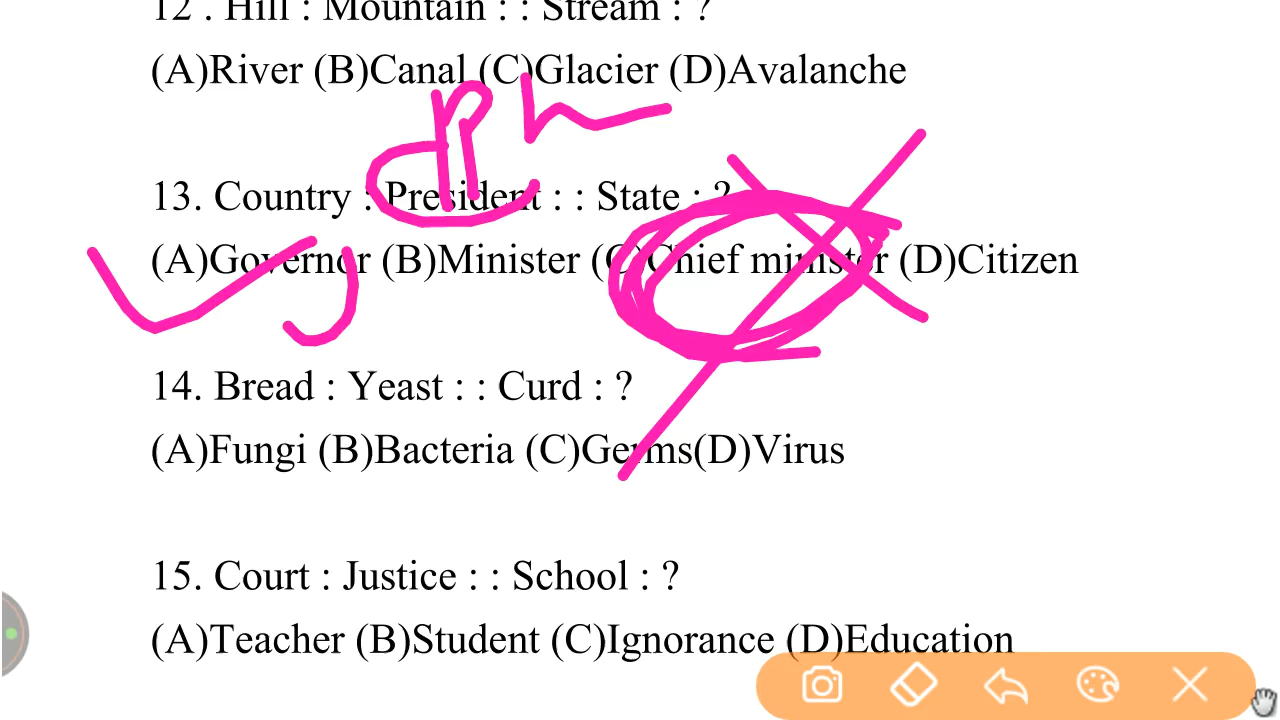 12 . Hill : Mountain : : Stream : ?
(A)River (B)Canal (C)Glacier (D)Avalanche
13. Country : President : : State : ?
(A)Governor (B)Minister (C)Chief minister (D)Citizen
14. Bread : Yeast : : Curd : ?
(A)Fungi (B)Bacteria (C)Germs(D)Virus
15. Court : Justice : : School : ?
(A)Teacher (B)Student (C)Ignorance (D)Education